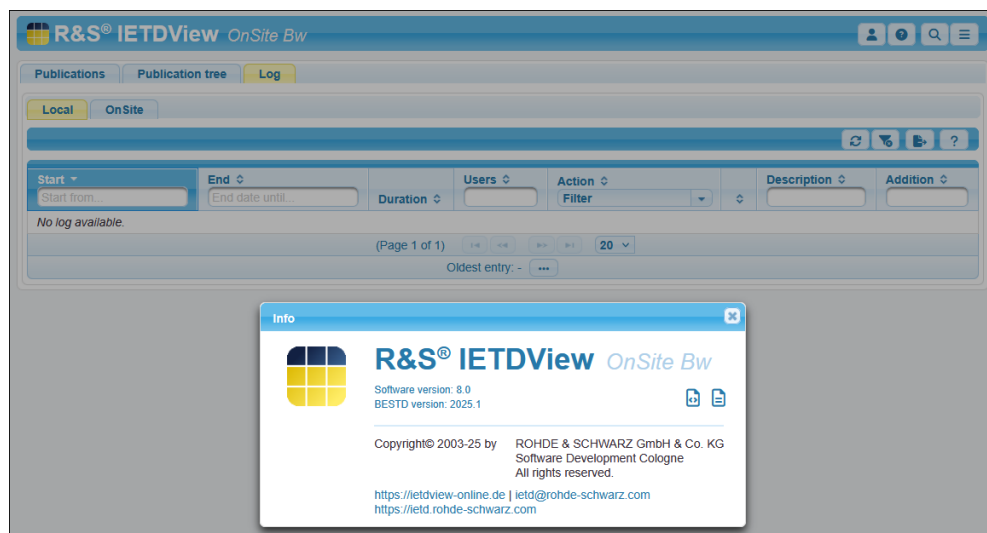 R&S® IETDView OnSite Bw
Publications Publication tree Log
Local OnSite
?
Start End Duration Users Action Description Addition
Start from... End date until... Filter
No log available.
(Page 1 of 1) 20
Oldest entry: - ...
Info
R&S® IETDView OnSite Bw
Software version: 8.0
BESTD version: 2025.1
Copyright© 2003-25 by ROHDE & SCHWARZ GmbH & Co. KG
Software Development Cologne
All rights reserved.
https://ietdview-online.de | ietd@rohde-schwarz.com
https://ietd.rohde-schwarz.com